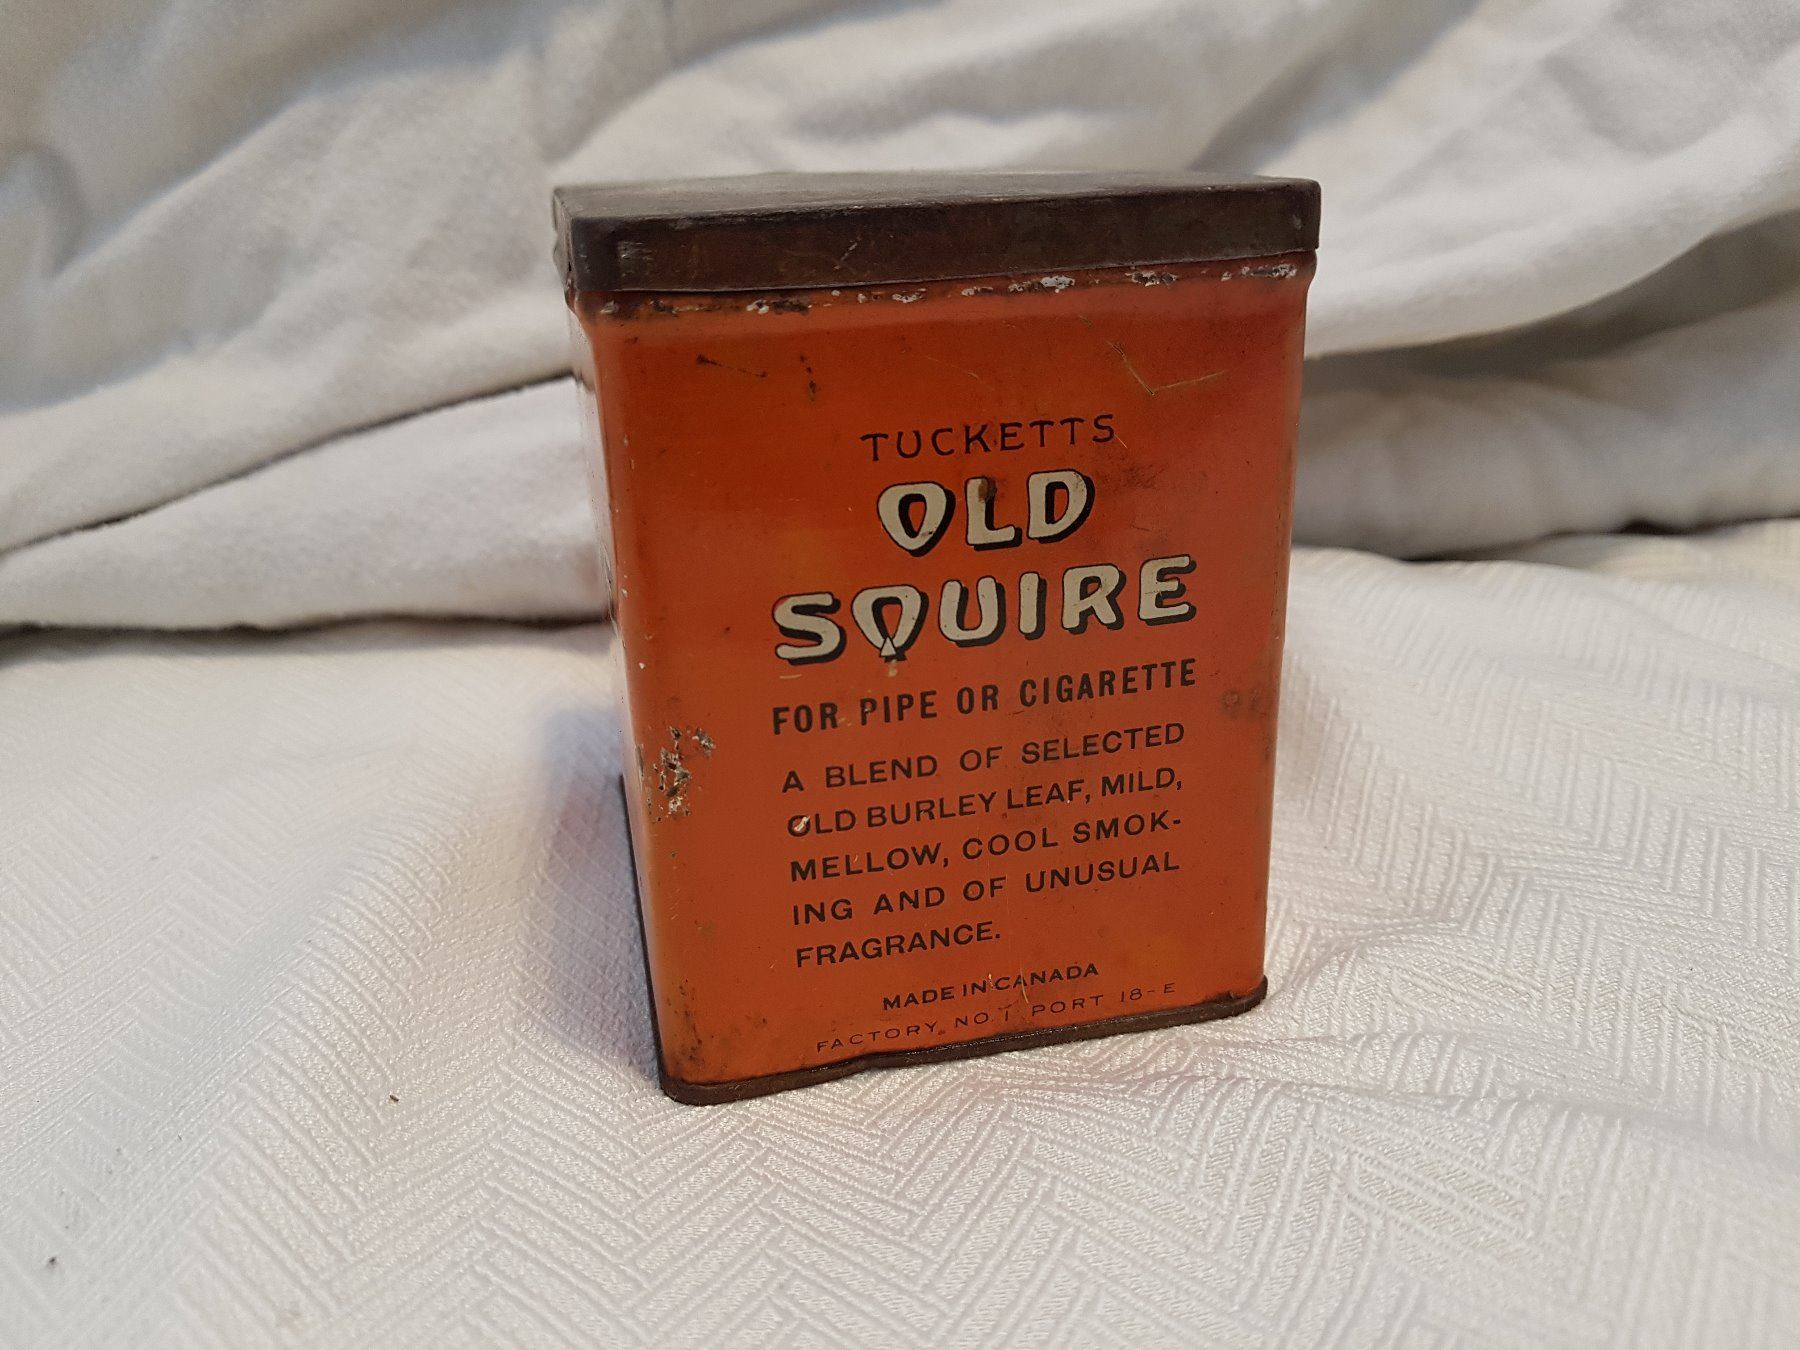 TUCKETTS
OLD
SQUIRE
FOR PIPE OR CIGARETTE
A BLEND OF SELECTED
OLD BURLEY LEAF, MILD,
MELLOW, COOL SMOK-
ING AND OF UNUSUAL
FRAGRANCE.
MADE IN CANADA
FACTORY NO. 1 PORT 18-E